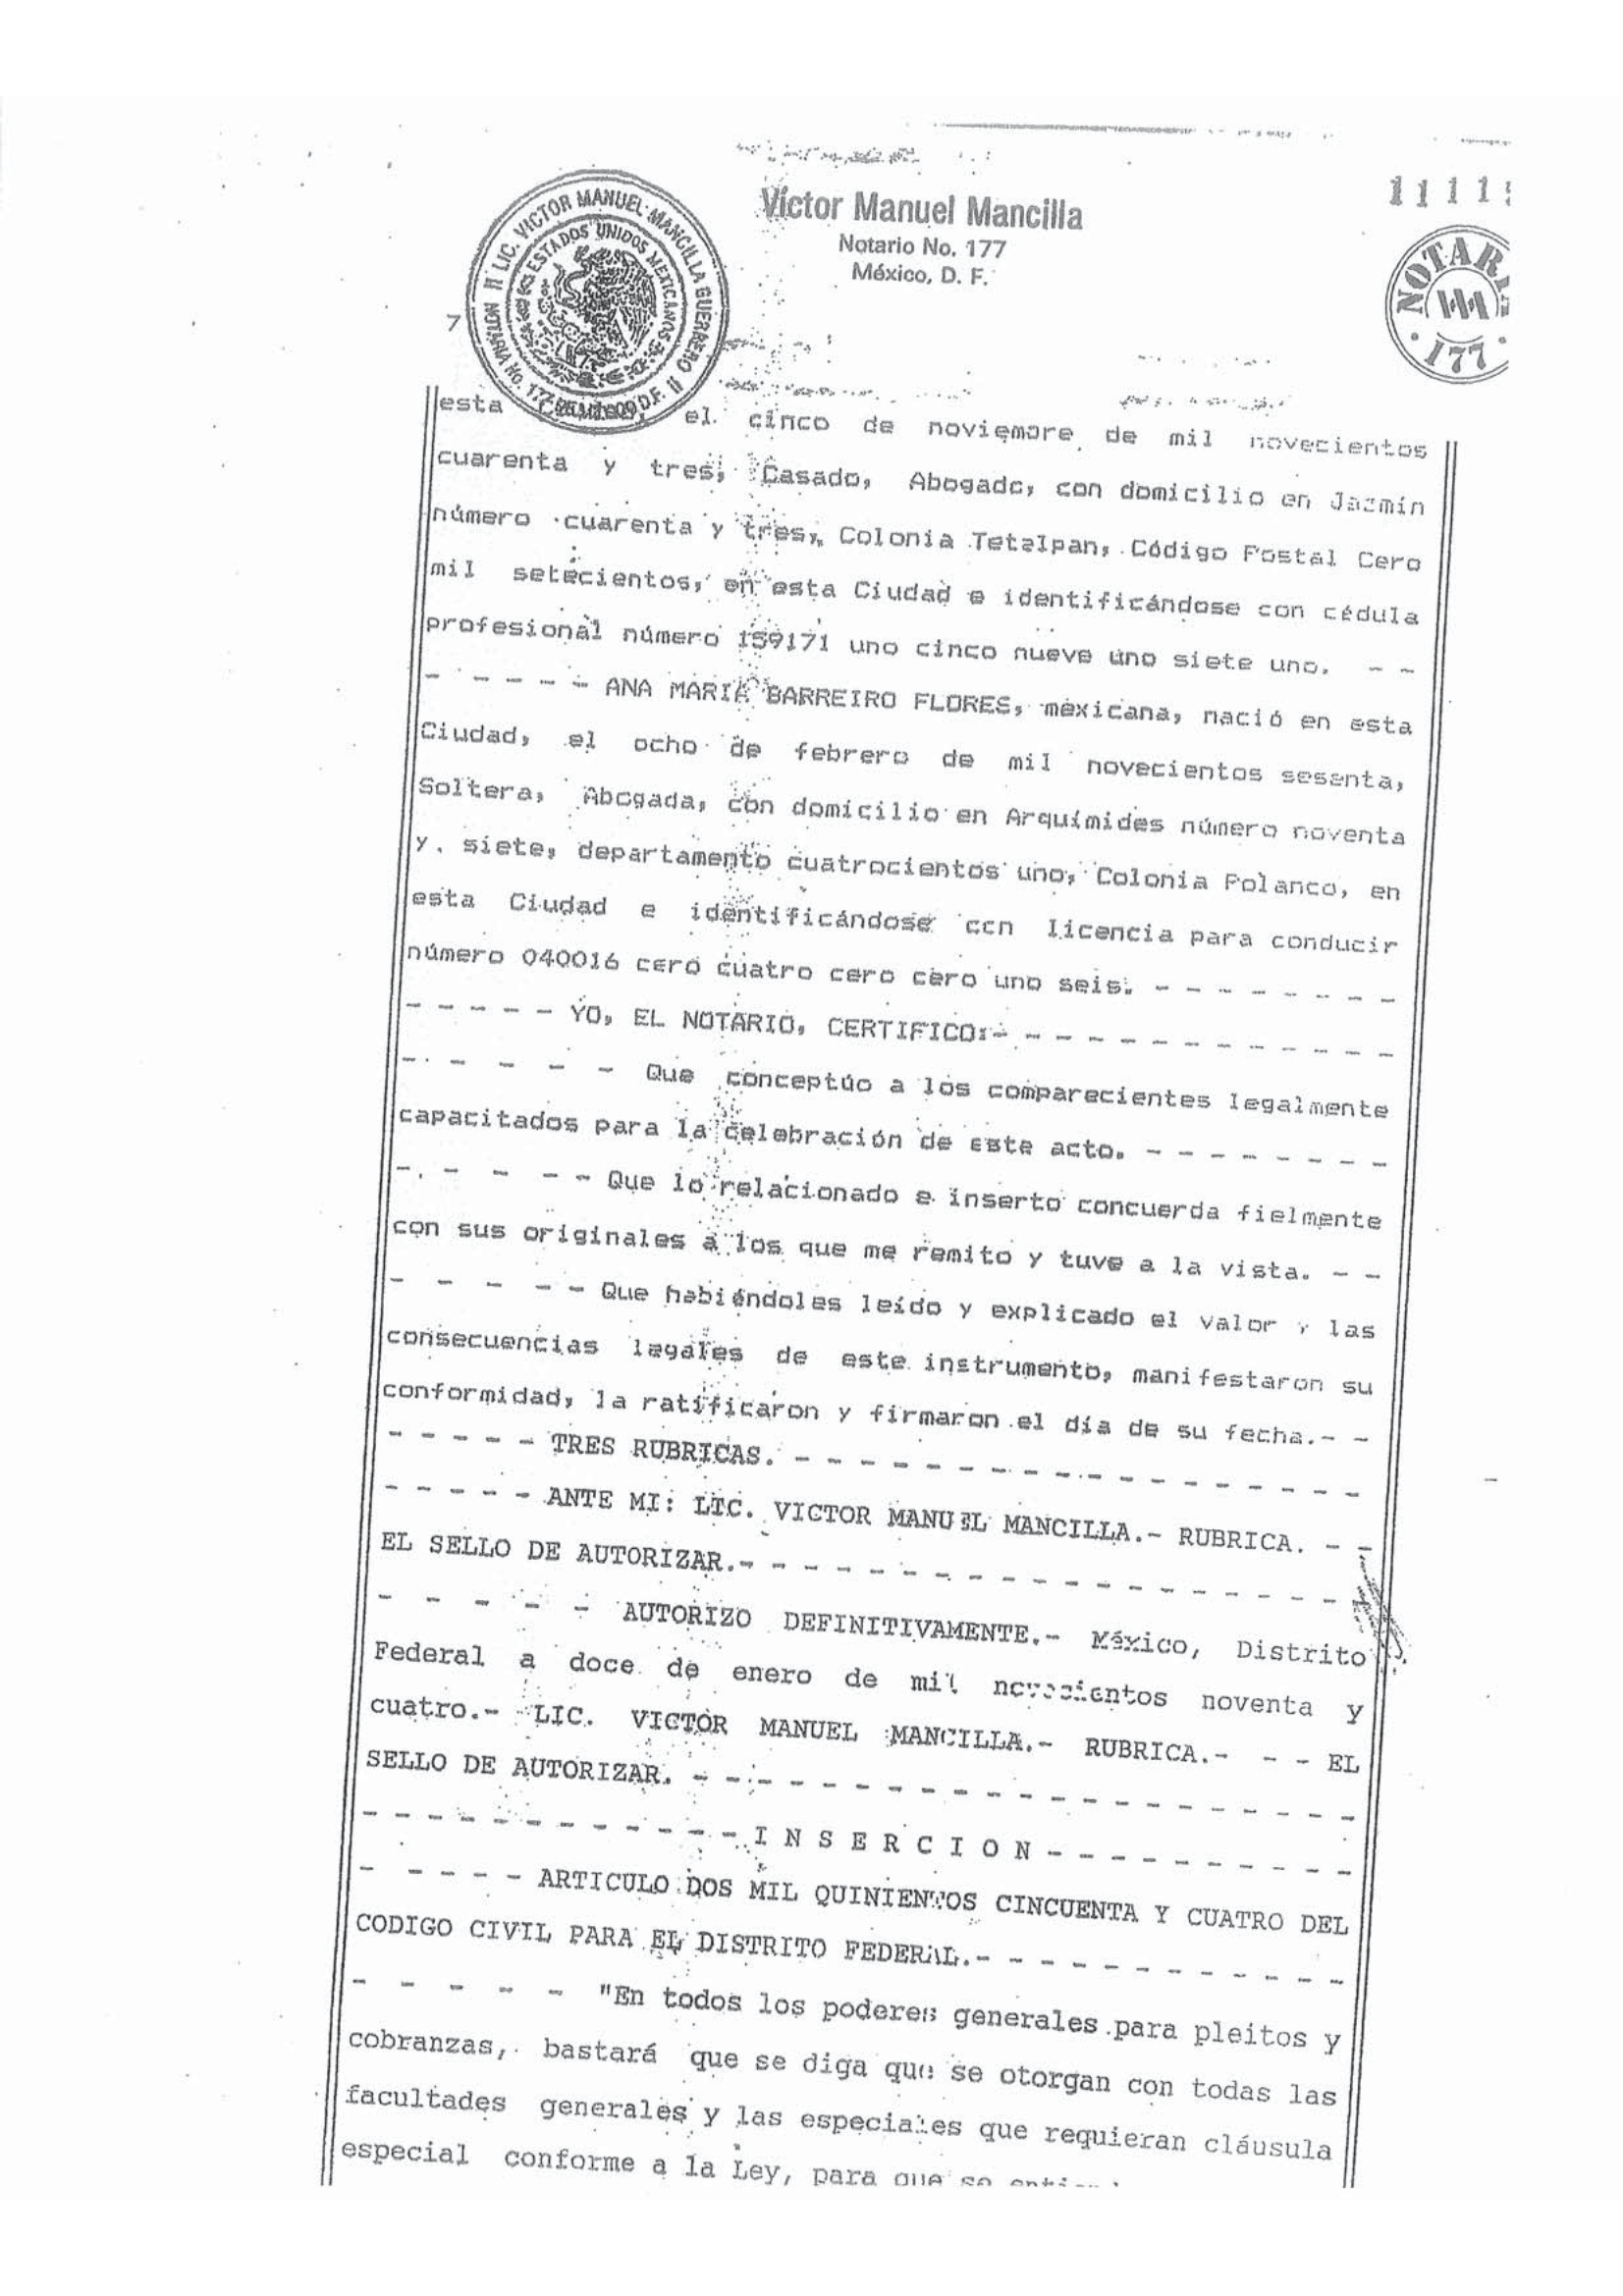 Víctor Manuel Mancilla
Notario No. 177
México, D. F.
1111
NOTAR
177
LIC. VICTOR MANUEL MANCILLA GUERRERO
NOTARIA No. 177 D.F.
ESTADOS UNIDOS MEXICANOS
7
esta el cinco de noviembre de mil novecientos
cuarenta y tres, Casado, Abogado, con domicilio en Jazmín
número cuarenta y tres, Colonia Tetelpan, Código Postal Cero
mil setecientos, en esta Ciudad e identificándose con cédula
profesional número 159171 uno cinco nueve uno siete uno. - -
- - - - - ANA MARIA BARREIRO FLORES, mexicana, nació en esta
Ciudad, el ocho de febrero de mil novecientos sesenta,
Soltera, Abogada, con domicilio en Arquímides número noventa
y siete, departamento cuatrocientos uno, Colonia Polanco, en
esta Ciudad e identificándose con licencia para conducir
número 040016 cero cuatro cero cero uno seis. - - - - - - - -
- - - - - YO, EL NOTARIO, CERTIFICO:- - - - - - - - - - - - -
- - - - - Que conceptúo a los comparecientes legalmente
capacitados para la celebración de este acto. - - - - - - - -
- - - - - Que lo relacionado e inserto concuerda fielmente
con sus originales a los que me remito y tuve a la vista. - -
- - - - - Que habiéndoles leído y explicado el valor y las
consecuencias legales de este instrumento, manifestaron su
conformidad, la ratificaron y firmaron el día de su fecha.- -
- - - - - TRES RUBRICAS. - - - - - - - - - - - - - - - - - -
- - - - - ANTE MI: LIC. VICTOR MANUEL MANCILLA.- RUBRICA. - -
EL SELLO DE AUTORIZAR.- - - - - - - - - - - - - - - - - - - -
- - - - - AUTORIZO DEFINITIVAMENTE.- México, Distrito
Federal a doce de enero de mil novecientos noventa y
cuatro.- LIC. VICTOR MANUEL MANCILLA.- RUBRICA.- - - EL
SELLO DE AUTORIZAR. - - - - - - - - - - - - - - - - - - - - -
- - - - - - - - - - - - I N S E R C I O N - - - - - - - - - -
- - - - - ARTICULO DOS MIL QUINIENTOS CINCUENTA Y CUATRO DEL
CODIGO CIVIL PARA EL DISTRITO FEDERAL.- - - - - - - - - - - -
- - - - - "En todos los poderes generales para pleitos y
cobranzas, bastará que se diga que se otorgan con todas las
facultades generales y las especiales que requieran cláusula
especial conforme a la Ley, para que se